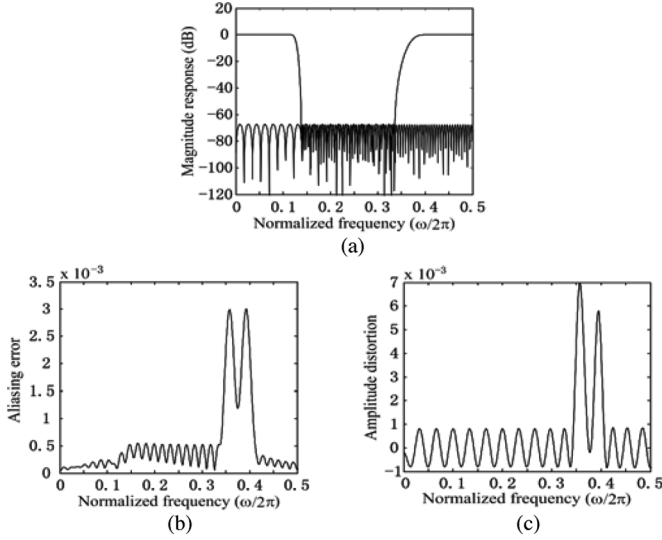 20
0
−20
−40
−60
−80
−100
−120
Magnitude response (dB)
0 0. 1 0. 2 0. 3 0. 4 0. 5
Normalized frequency (ω/2π)
(a)
x 10⁻³
3. 5
3
2. 5
2
1. 5
1
0. 5
0
Aliasing error
0 0. 1 0. 2 0. 3 0. 4 0. 5
Normalized frequency (ω/2π)
(b)
x 10⁻³
7
6
5
4
3
2
1
0
−1
Amplitude distortion
0 0. 1 0. 2 0. 3 0. 4 0. 5
Normalized frequency (ω/2π)
(c)